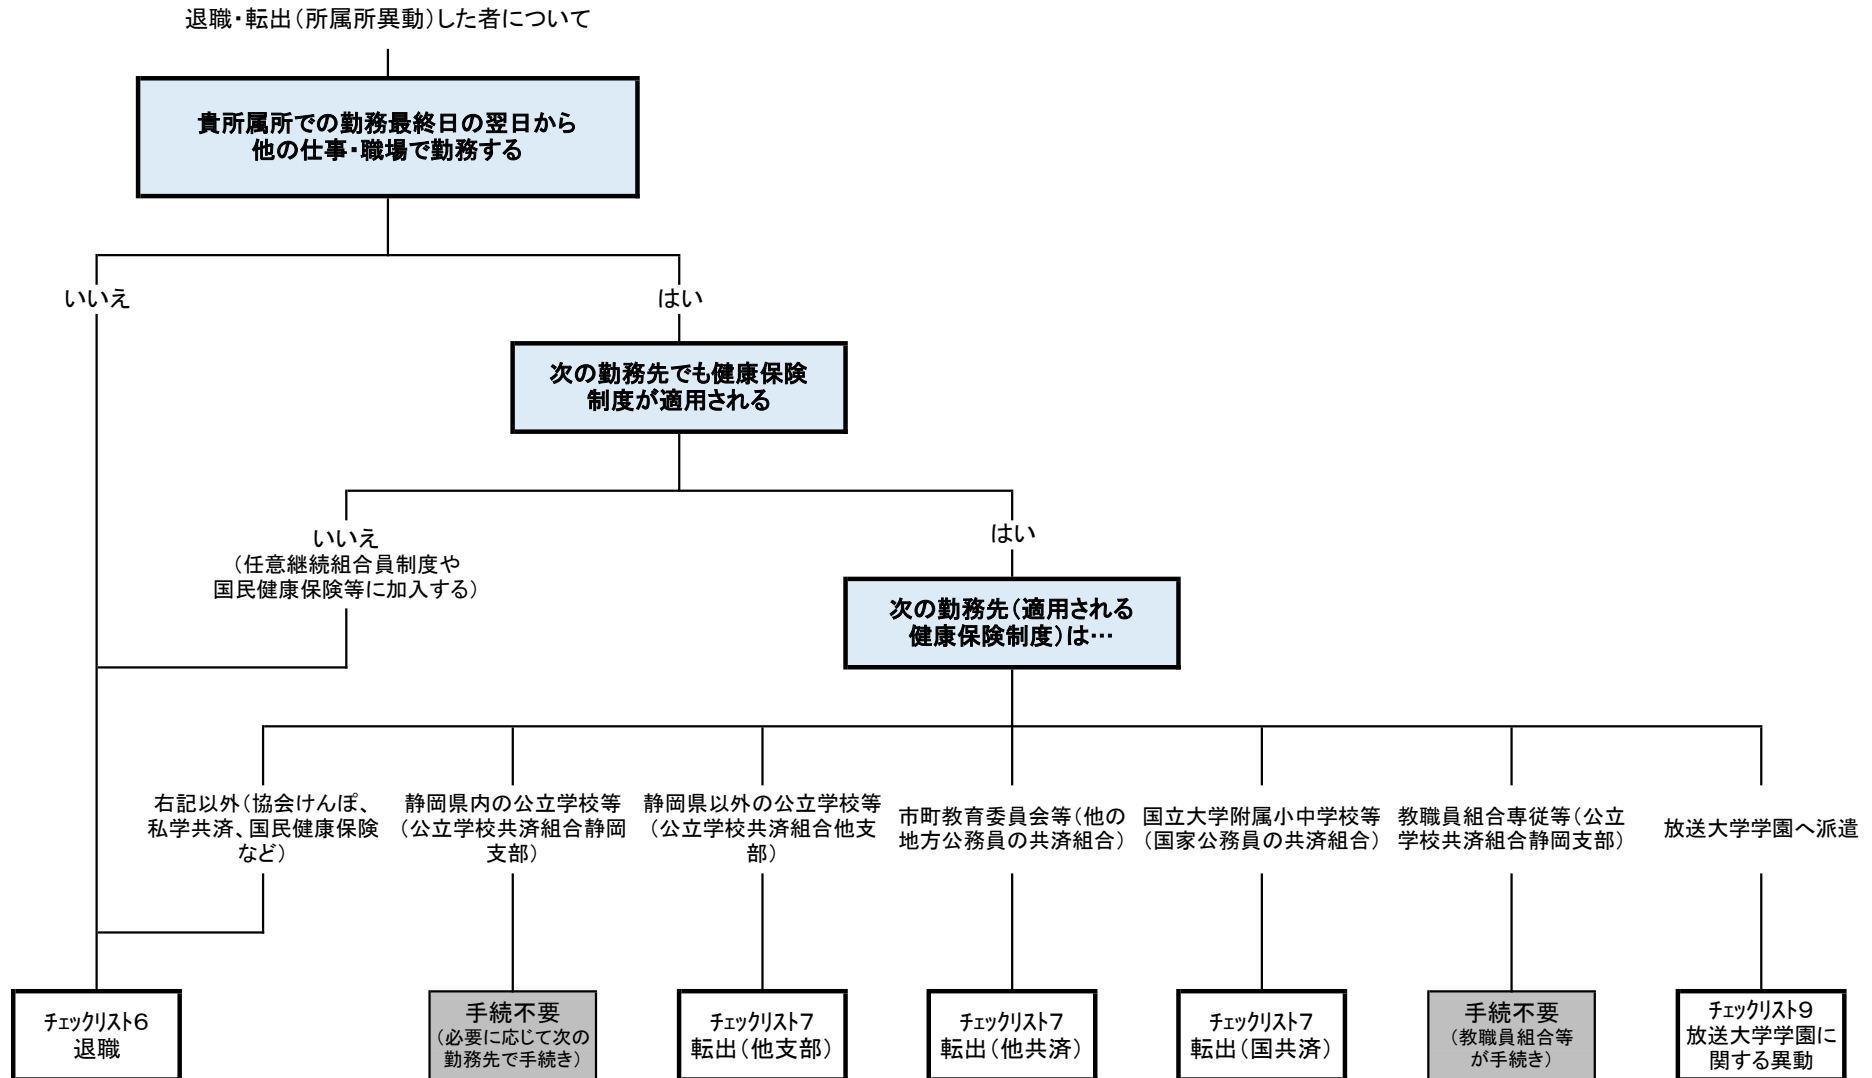 退職・転出（所属所異動）した者について
貴所属所での勤務最終日の翌日から
他の仕事・職場で勤務する
いいえ
はい
次の勤務先でも健康保険
制度が適用される
いいえ
（任意継続組合員制度や
国民健康保険等に加入する）
はい
次の勤務先（適用される
健康保険制度）は…
右記以外（協会けんぽ、
私学共済、国民健康保険
など）
静岡県内の公立学校等
（公立学校共済組合静岡
支部）
静岡県以外の公立学校等
（公立学校共済組合他支
部）
市町教育委員会等（他の
地方公務員の共済組合）
国立大学附属小中学校等
（国家公務員の共済組合）
教職員組合専従等（公立
学校共済組合静岡支部）
放送大学学園へ派遣
チェックリスト６
退職
手続不要
（必要に応じて次の
勤務先で手続き）
チェックリスト７
転出（他支部）
チェックリスト７
転出（他共済）
チェックリスト７
転出（国共済）
手続不要
（教職員組合等
が手続き）
チェックリスト９
放送大学学園に
関する異動